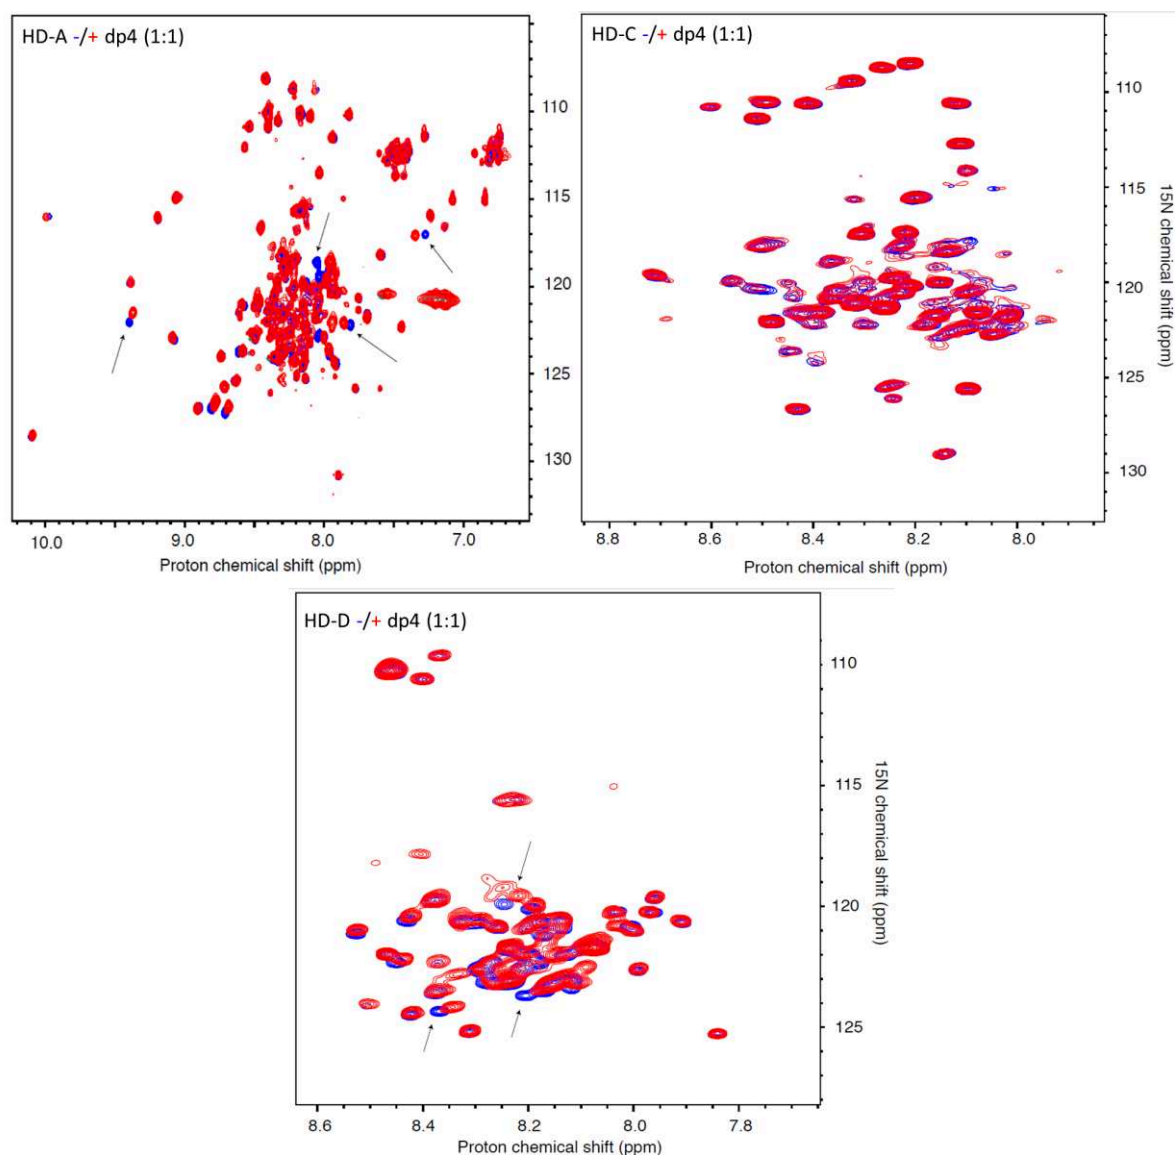 HD-A -/+ dp4 (1:1)
110
115
120
125
130
10.0 9.0 8.0 7.0
Proton chemical shift (ppm)
HD-C -/+ dp4 (1:1)
110
115
120
125
130
15N chemical shift (ppm)
8.8 8.6 8.4 8.2 8.0
Proton chemical shift (ppm)
HD-D -/+ dp4 (1:1)
110
115
120
125
15N chemical shift (ppm)
8.6 8.4 8.2 8.0 7.8
Proton chemical shift (ppm)